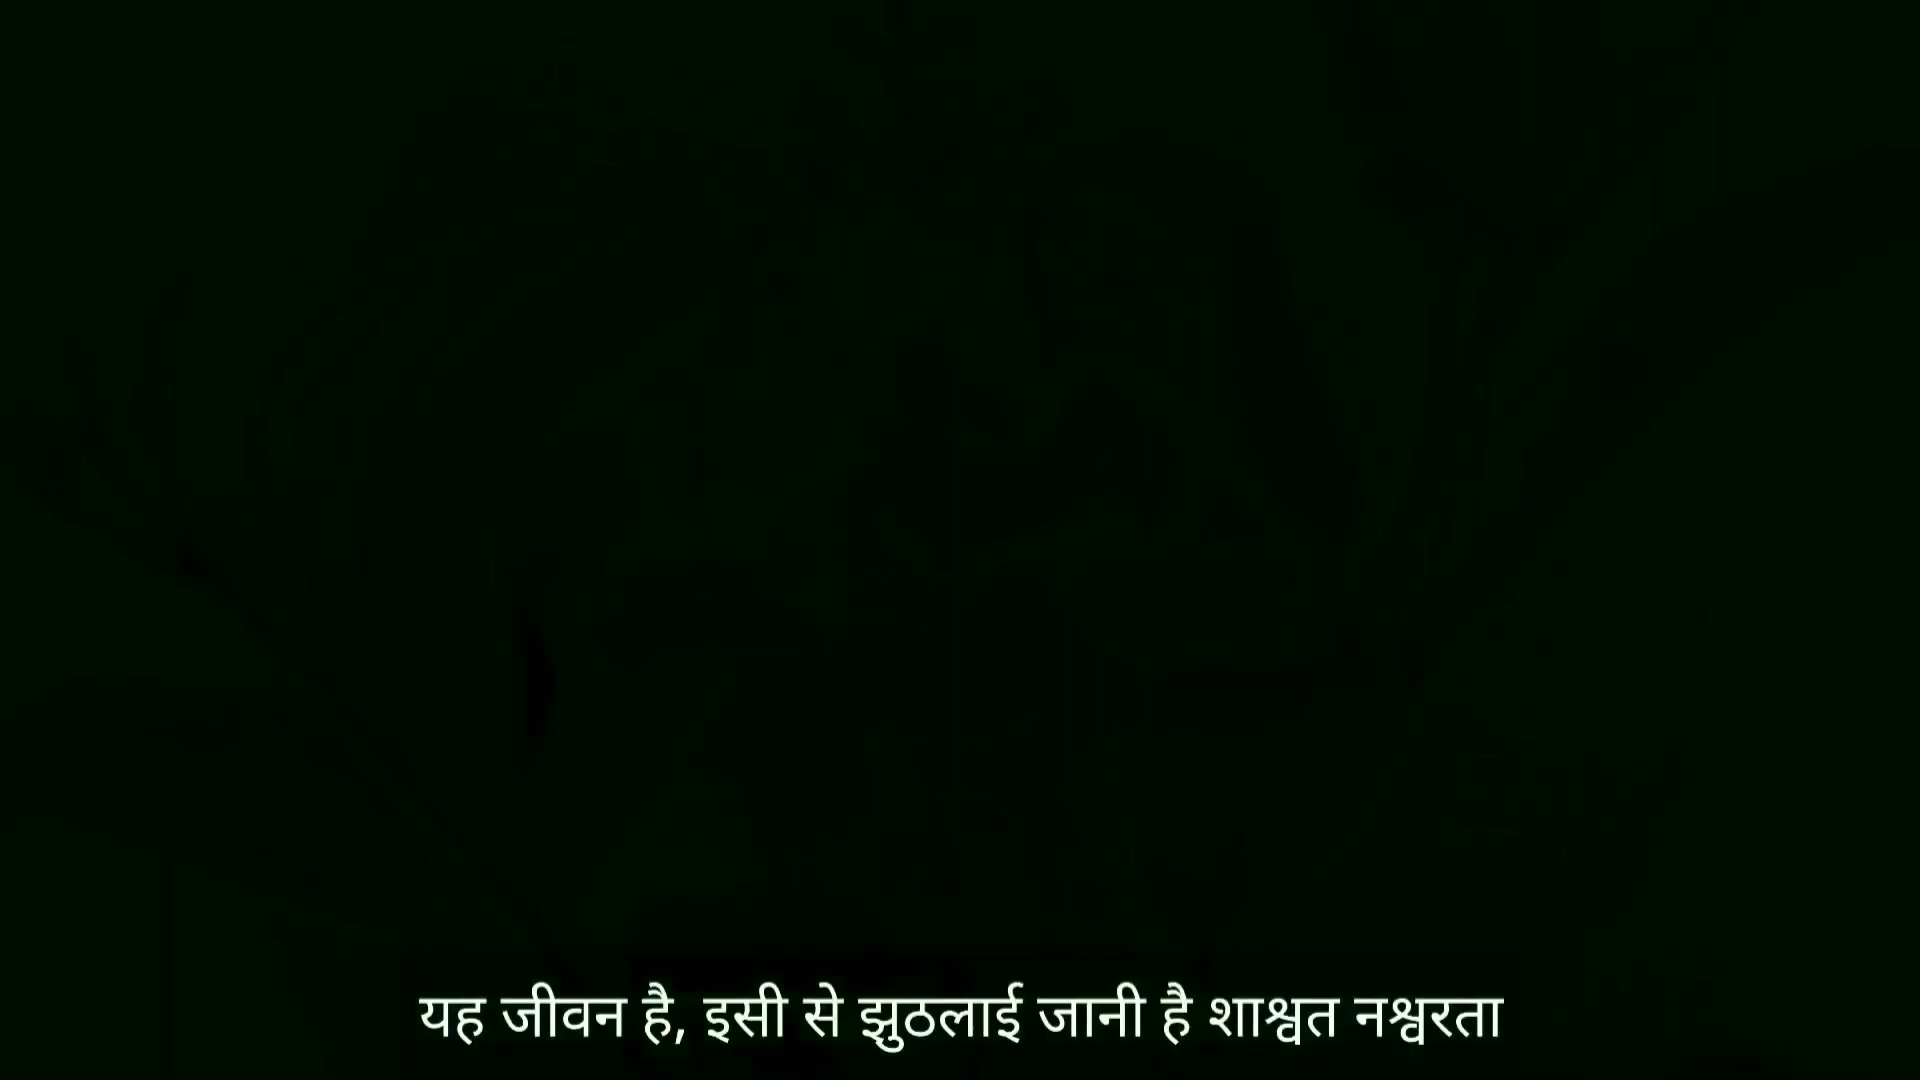 यह जीवन है, इसी से झुठलाई जानी है शाश्वत नश्वरता